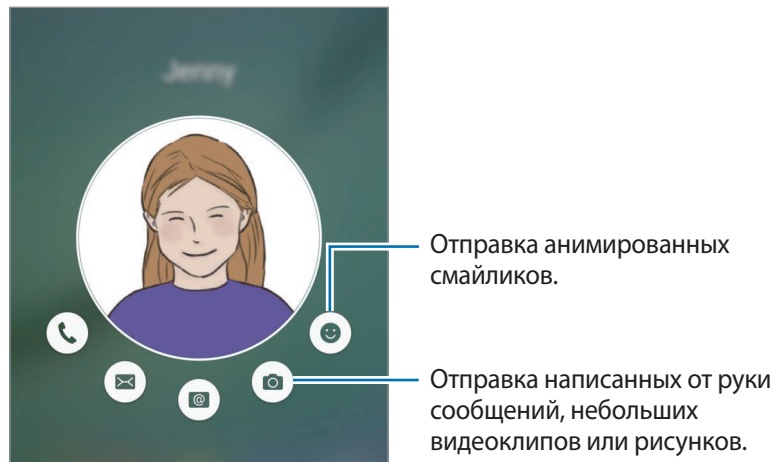 Jenny
Отправка анимированных
смайликов.
@
Отправка написанных от руки
сообщений, небольших
видеоклипов или рисунков.